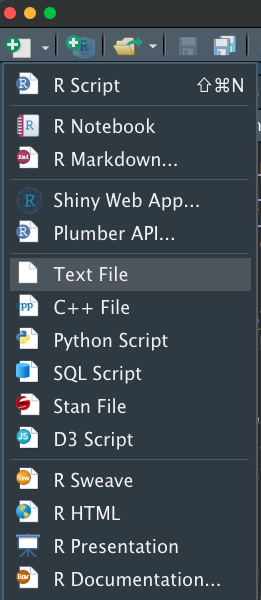 R Script ⇧⌘N
R Notebook
R Markdown...
Shiny Web App...
Plumber API...
Text File
C++ File
Python Script
SQL Script
Stan File
D3 Script
R Sweave
R HTML
R Presentation
R Documentation...